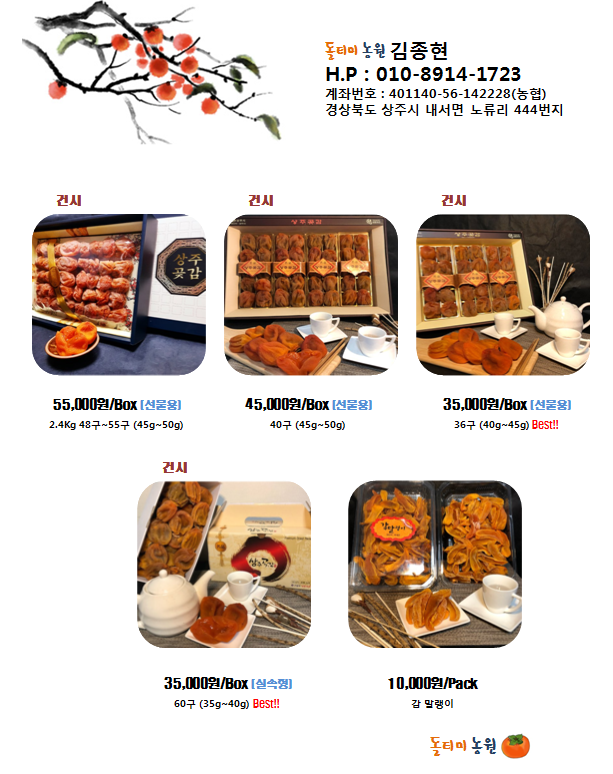 돌티미 농원 김종현
H.P : 010-8914-1723
계좌번호 : 401140-56-142228(농협)
경상북도 상주시 내서면 노류리 444번지
건시 건시 건시
상주
곶감
55,000원/Box (선물용) 45,000원/Box (선물용) 35,000원/Box (선물용)
2.4Kg 48구~55구 (45g~50g) 40구 (45g~50g) 36구 (40g~45g) Best!!
건시
35,000원/Box (실속형) 10,000원/Pack
60구 (35g~40g) Best!! 감 말랭이
돌티미 농원